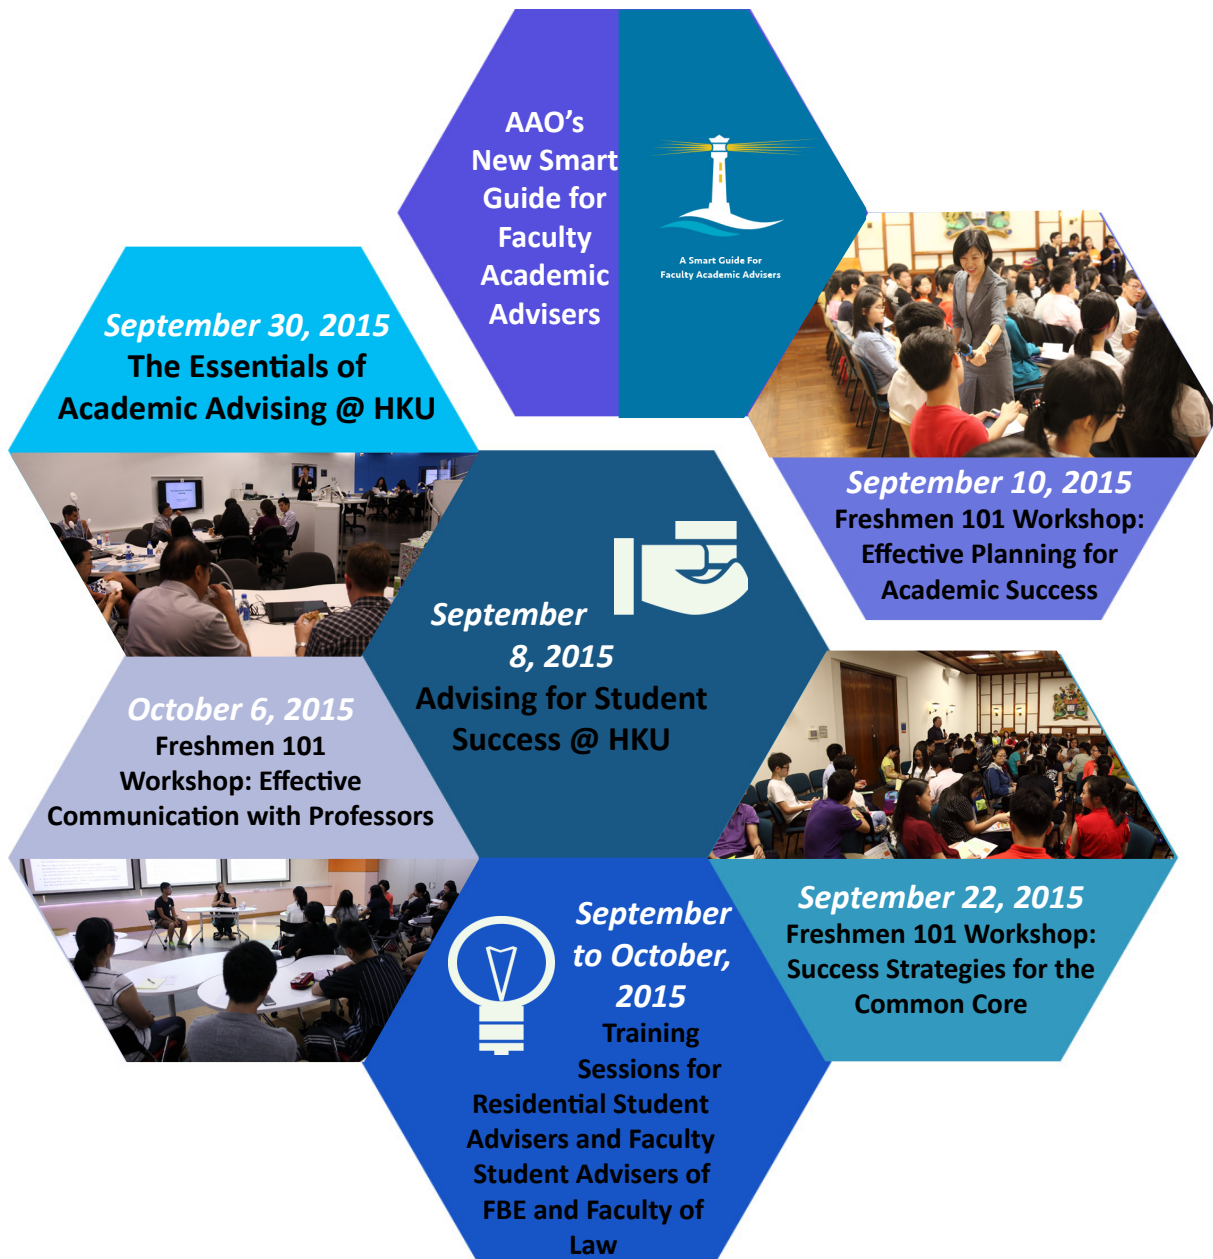 AAO's
New Smart
Guide for
Faculty
Academic
Advisers
A Smart Guide For
Faculty Academic Advisers
September 30, 2015
The Essentials of
Academic Advising @ HKU
September 10, 2015
Freshmen 101 Workshop:
Effective Planning for
Academic Success
September
8, 2015
Advising for Student
Success @ HKU
October 6, 2015
Freshmen 101
Workshop: Effective
Communication with Professors
September 22, 2015
Freshmen 101 Workshop:
Success Strategies for the
Common Core
September
to October,
2015
Training
Sessions for
Residential Student
Advisers and Faculty
Student Advisers of
FBE and Faculty of
Law